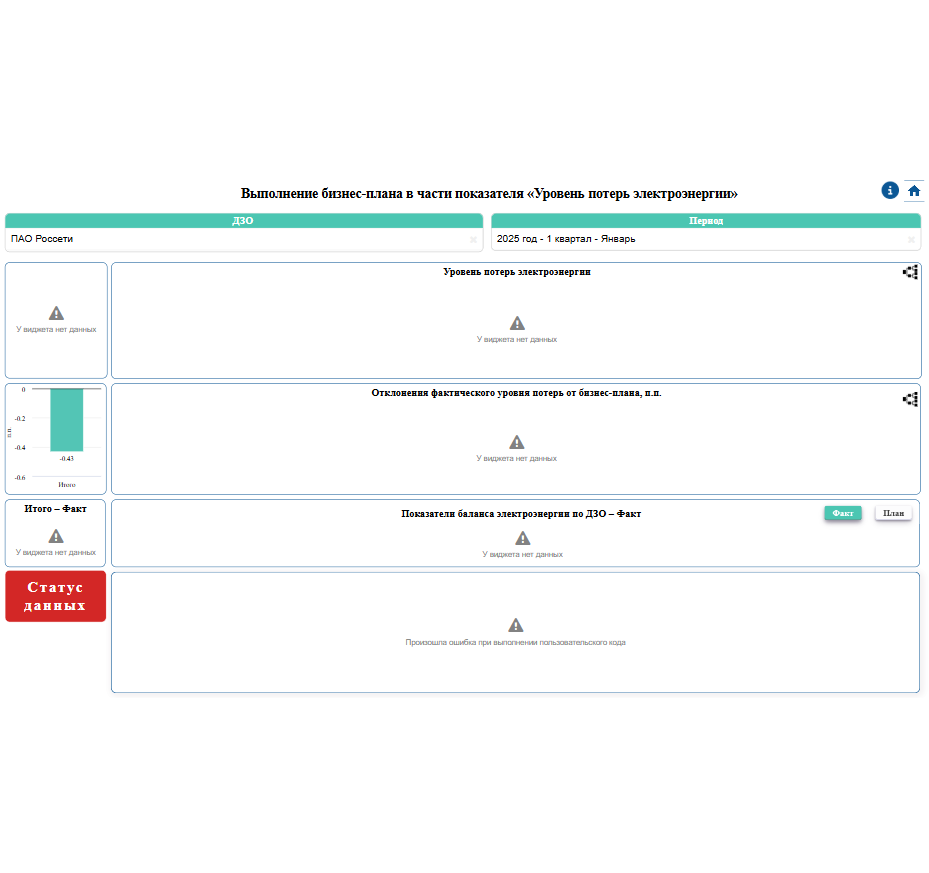 Выполнение бизнес-плана в части показателя «Уровень потерь электроэнергии»
ДЗО
Период
ПАО Россети
2025 год - 1 квартал - Январь
Уровень потерь электроэнергии
У виджета нет данных
У виджета нет данных
Отклонения фактического уровня потерь от бизнес-плана, п.п.
0
-0.2
-0.4
-0.6
п.п.
-0.43
Итого
У виджета нет данных
Итого – Факт
У виджета нет данных
Показатели баланса электроэнергии по ДЗО – Факт
Факт
План
У виджета нет данных
Статус
данных
Произошла ошибка при выполнении пользовательского кода